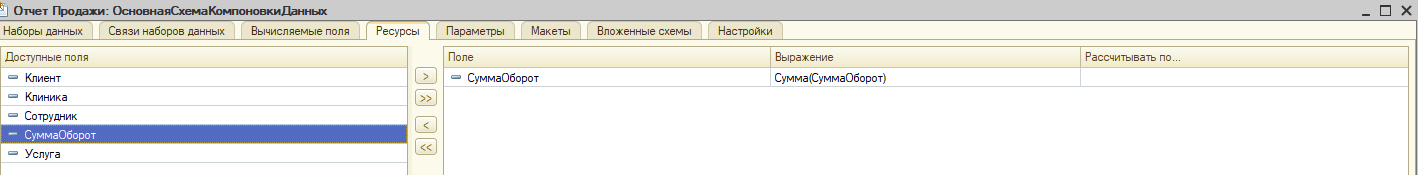 Отчет Продажи: ОсновнаяСхемаКомпоновкиДанных
Наборы данных Связи наборов данных Вычисляемые поля Ресурсы Параметры Макеты Вложенные схемы Настройки
Доступные поля Поле Выражение Рассчитывать по...
Клиент СуммаОборот Сумма(СуммаОборот)
> 
Клиника
>>
Сотрудник
<
СуммаОборот
<<
Услуга